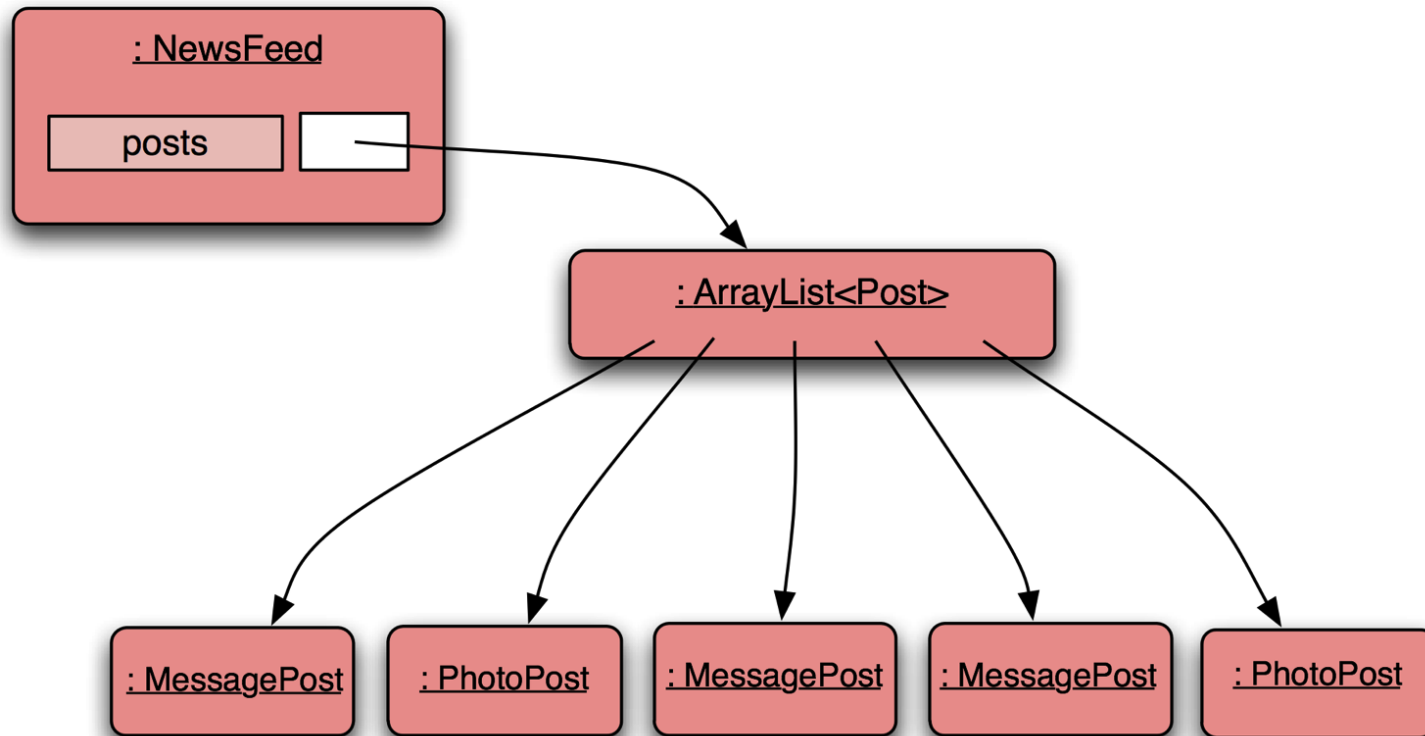 : NewsFeed
posts
: ArrayList<Post>
: MessagePost
: PhotoPost
: MessagePost
: MessagePost
: PhotoPost